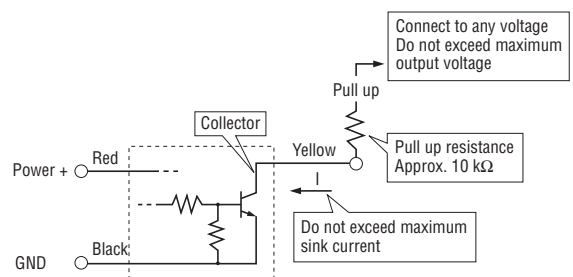 Connect to any voltage
Do not exceed maximum
output voltage
Pull up
Collector
Yellow
Pull up resistance
Approx. 10 kΩ
Power +
Red
I
Do not exceed maximum
sink current
Black
GND